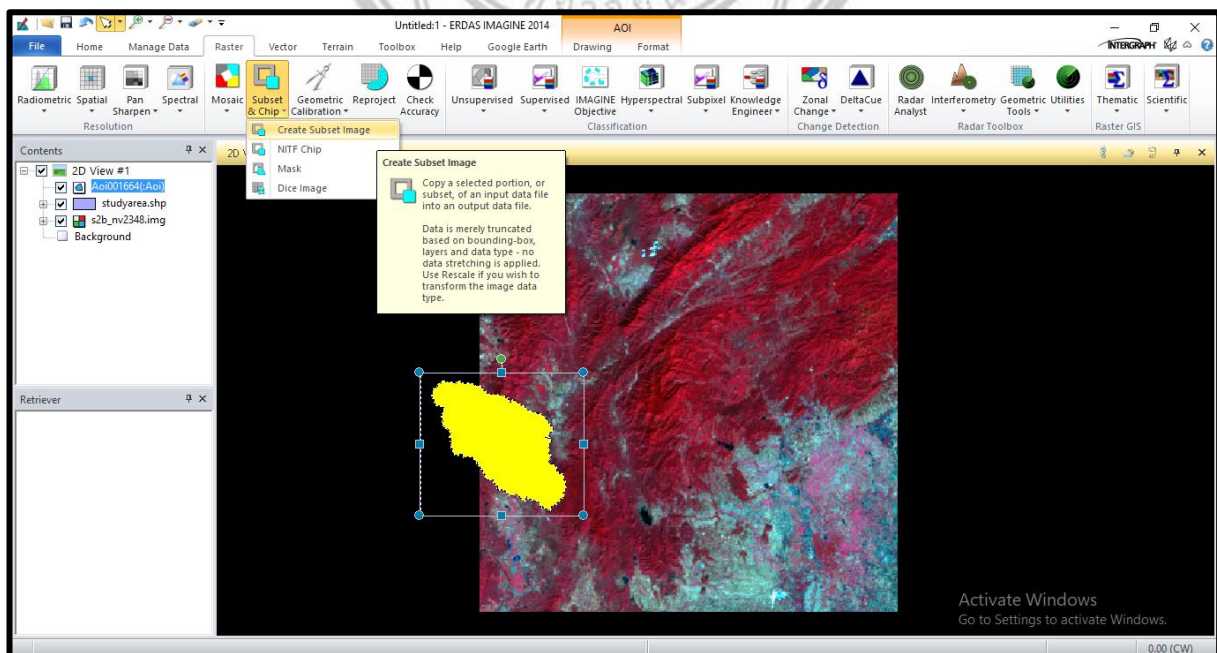 Untitled:1 - ERDAS IMAGINE 2014
AOI
File Home Manage Data Raster Vector Terrain Toolbox Help Google Earth Drawing Format
INTERGRAPH
Radiometric Spatial Pan Sharpen Spectral Mosaic Subset & Chip Geometric Calibration Reproject Check Accuracy Unsupervised Supervised IMAGINE Objective Hyperspectral Subpixel Knowledge Engineer Zonal Change DeltaCue Radar Analyst Interferometry Geometric Tools Utilities Thematic Scientific
Resolution Classification Change Detection Radar Toolbox Raster GIS
Create Subset Image
NITF Chip
Mask
Dice Image
Contents
2D View #1
Aoi001664(:Aoi)
studyarea.shp
s2b_nv2348.img
Background
2D V
Create Subset Image
Copy a selected portion, or
subset, of an input data file
into an output data file.
Data is merely truncated
based on bounding-box,
layers and data type - no
data stretching is applied.
Use Rescale if you wish to
transform the image data
type.
Retriever
Activate Windows
Go to Settings to activate Windows.
0.00 (CW)